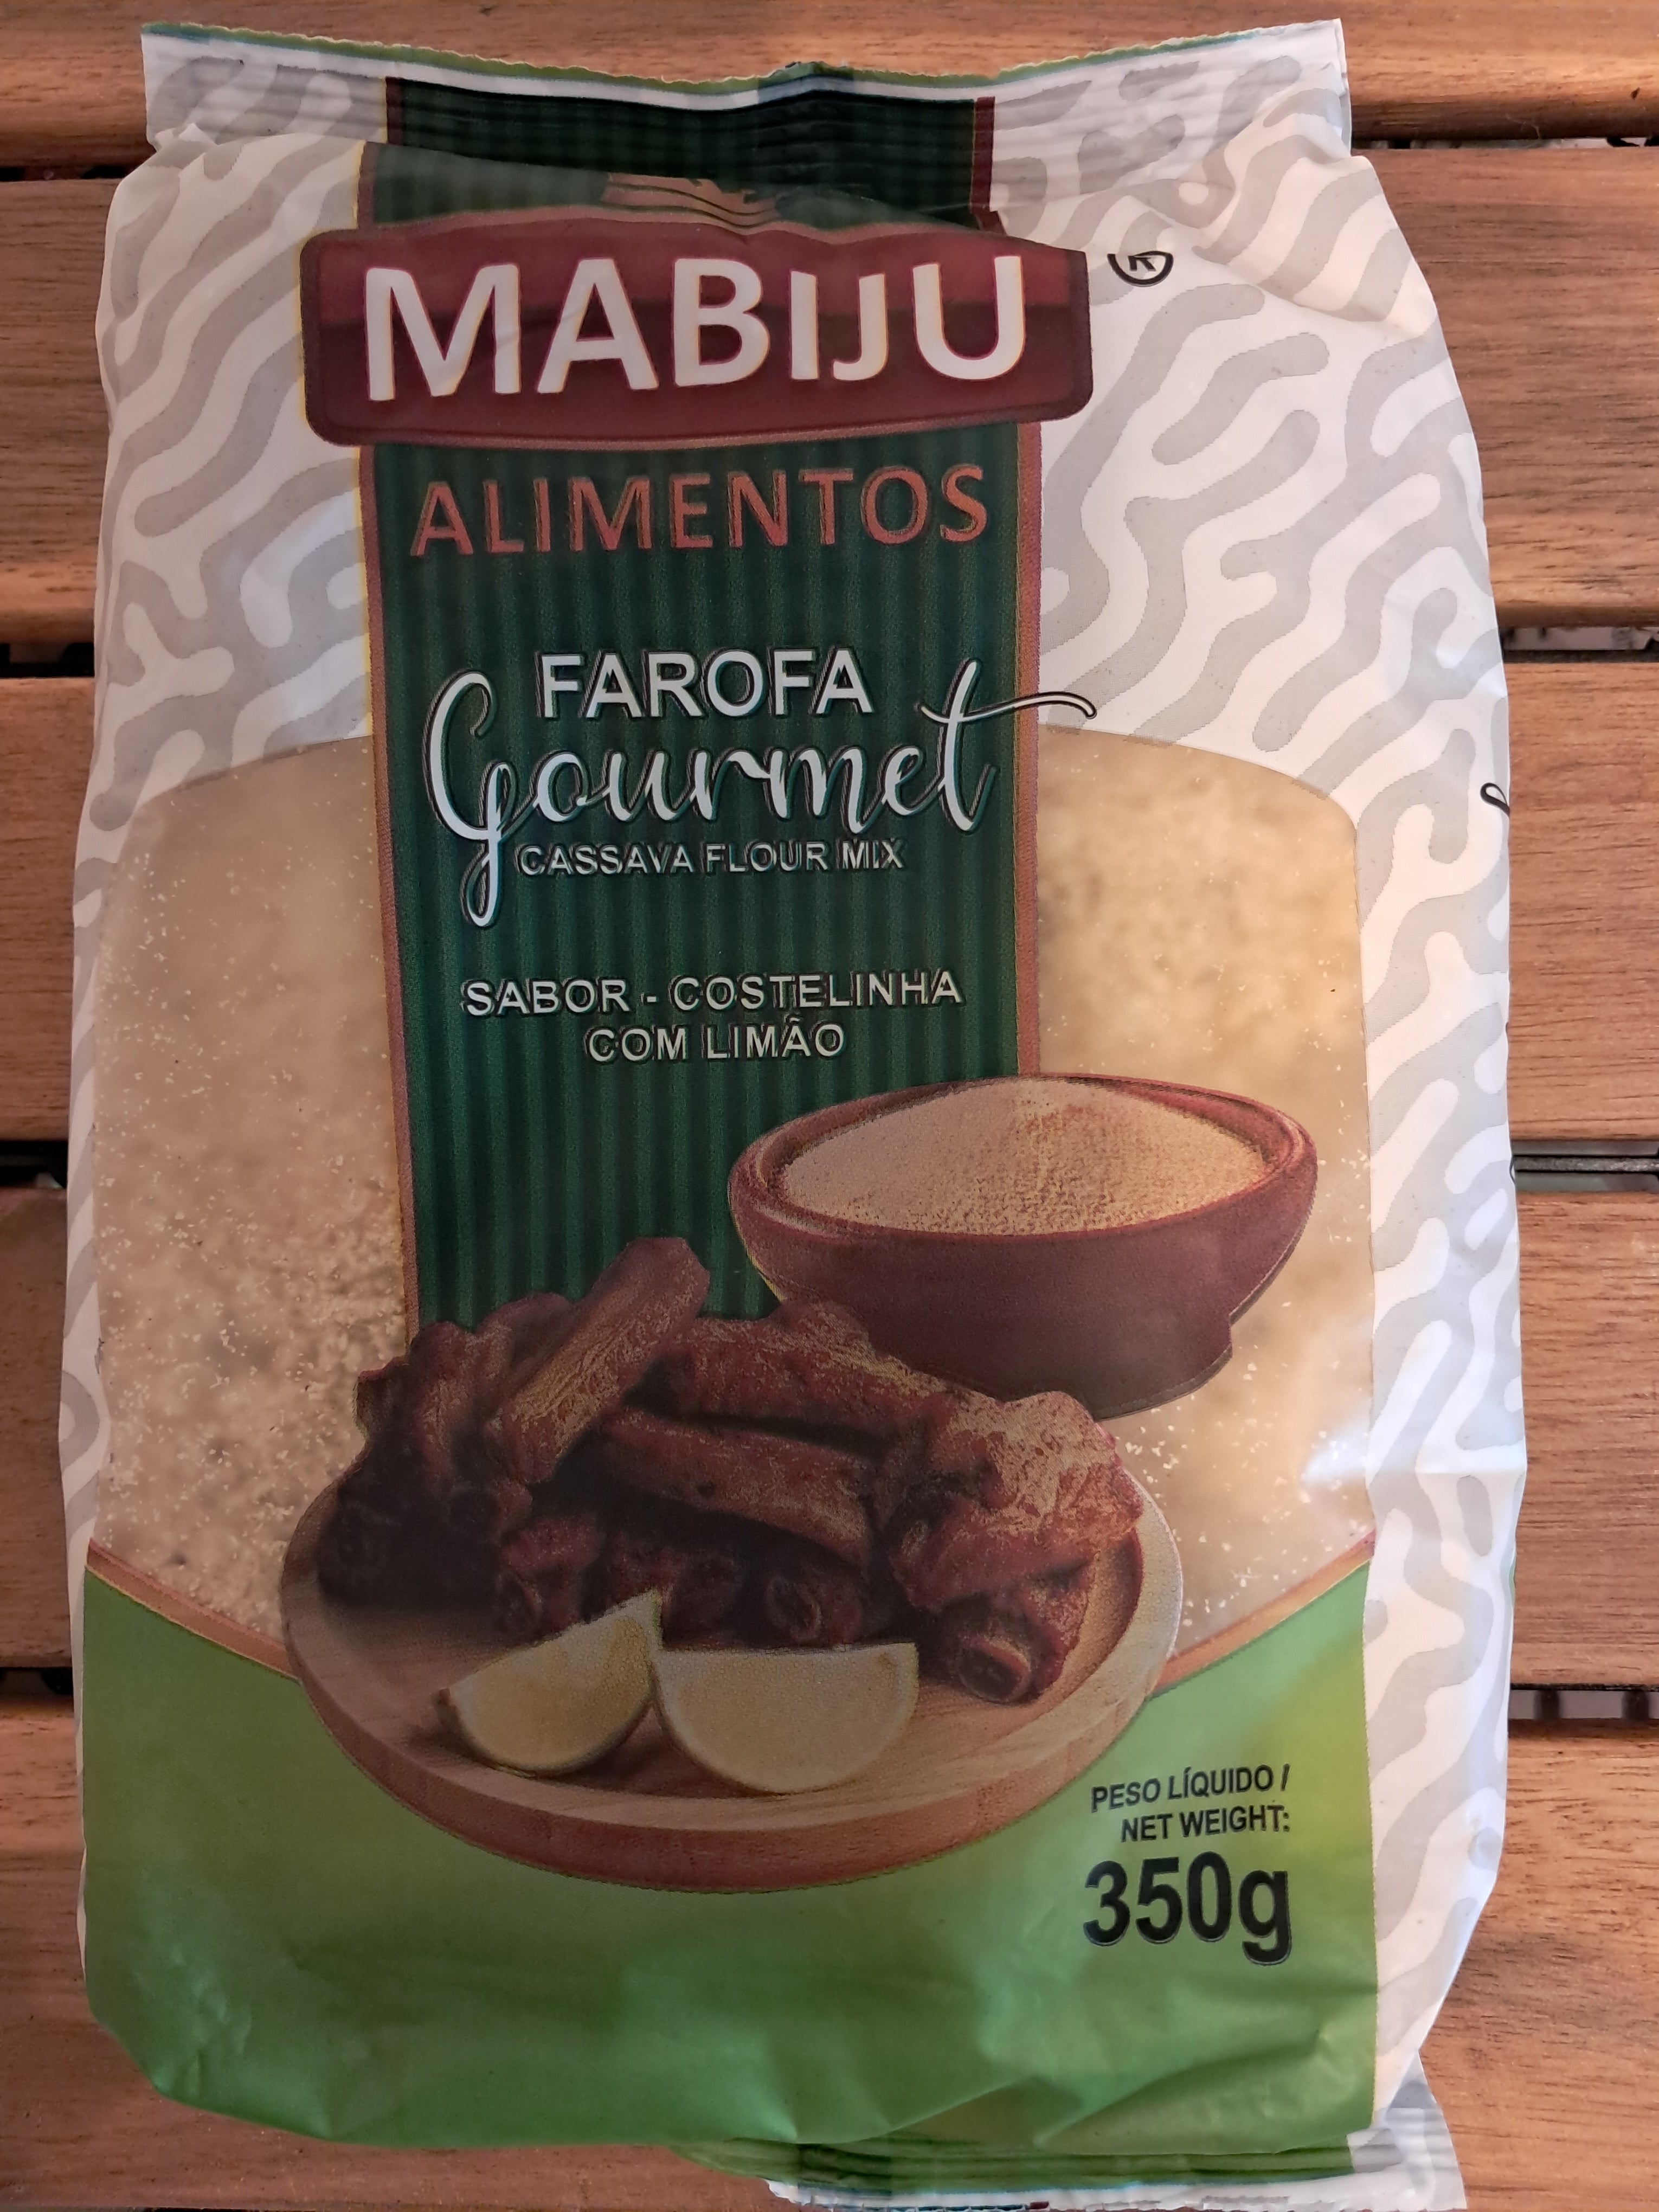 MABIJU
®
ALIMENTOS
FAROFA
Gourmet
CASSAVA FLOUR MIX
SABOR - COSTELINHA
COM LIMÃO
PESO LÍQUIDO /
NET WEIGHT:
350g